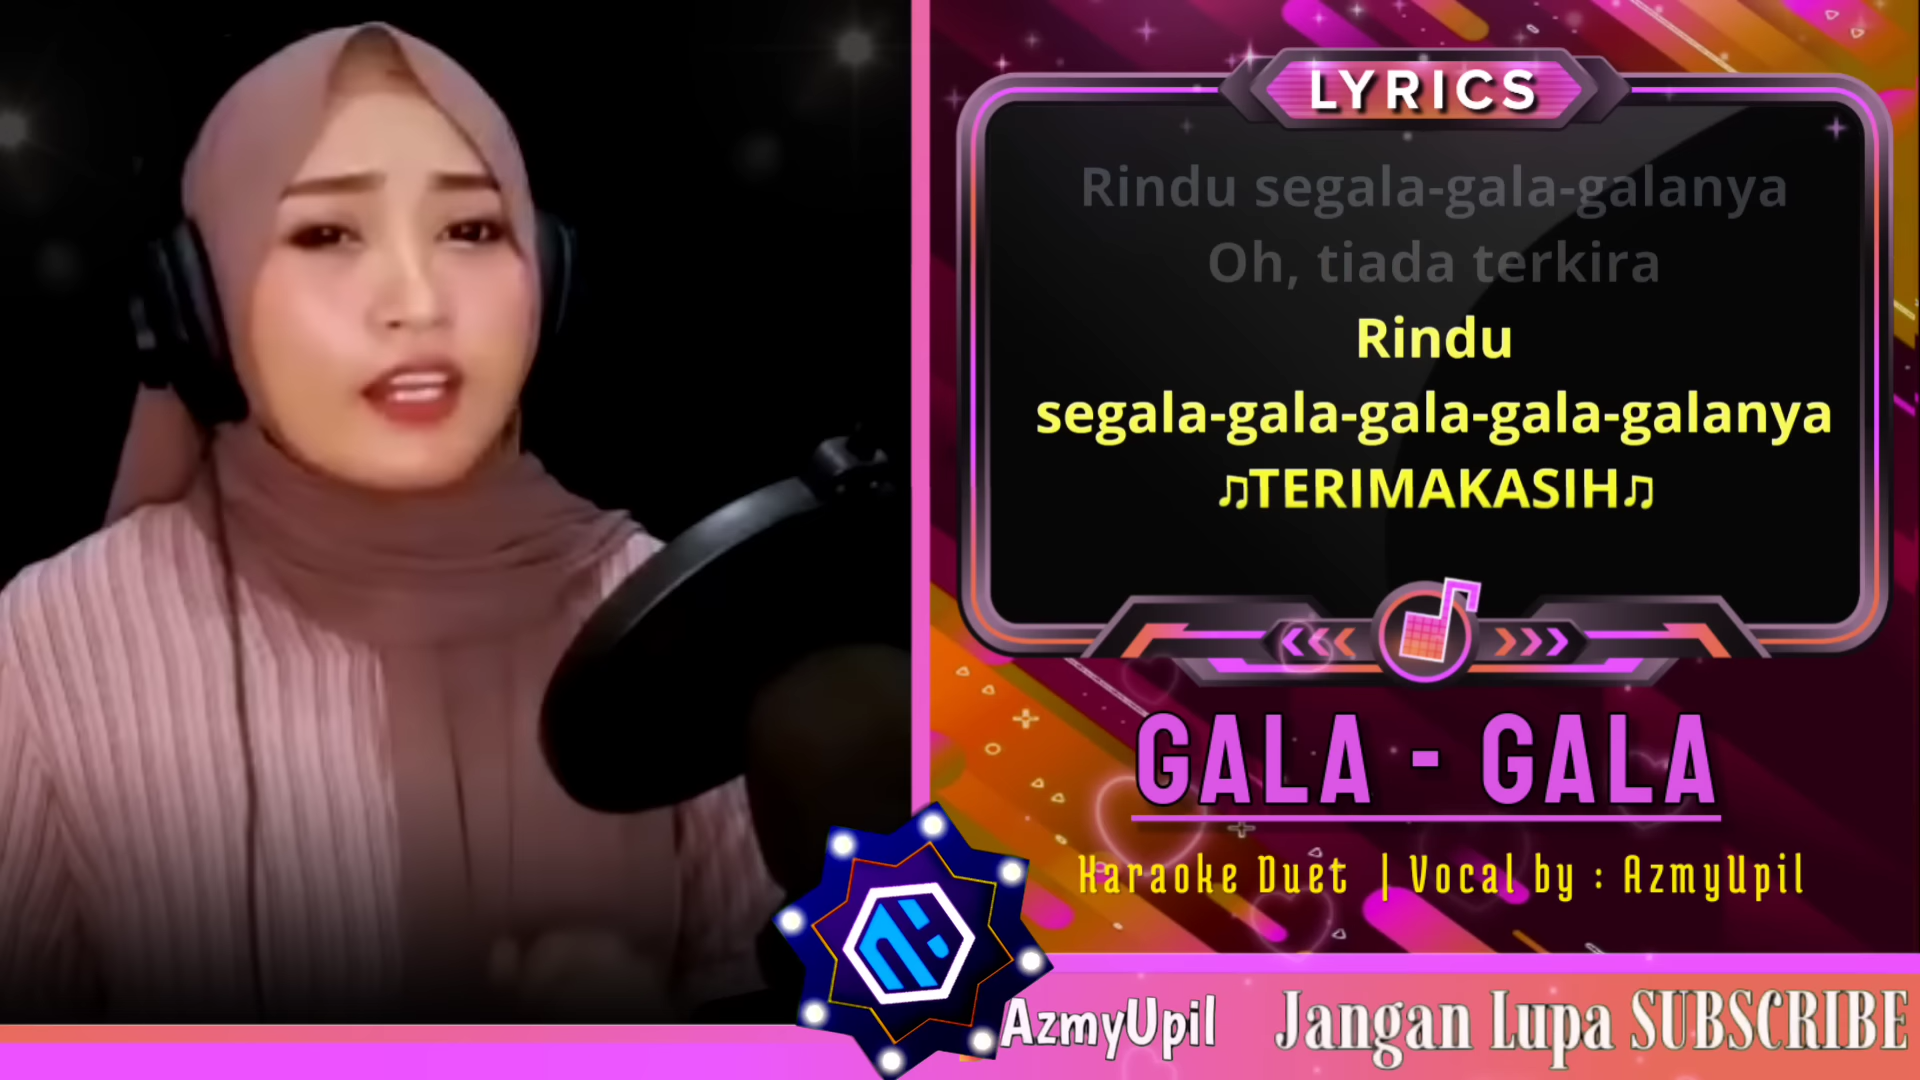 LYRICS
Rindu segala-gala-galanya
Oh, tiada terkira
Rindu
segala-gala-gala-gala-galanya
♫TERIMAKASIH♫
GALA - GALA
Karaoke Duet | Vocal by : AzmyUpil
AzmyUpil
Jangan Lupa SUBSCRIBE